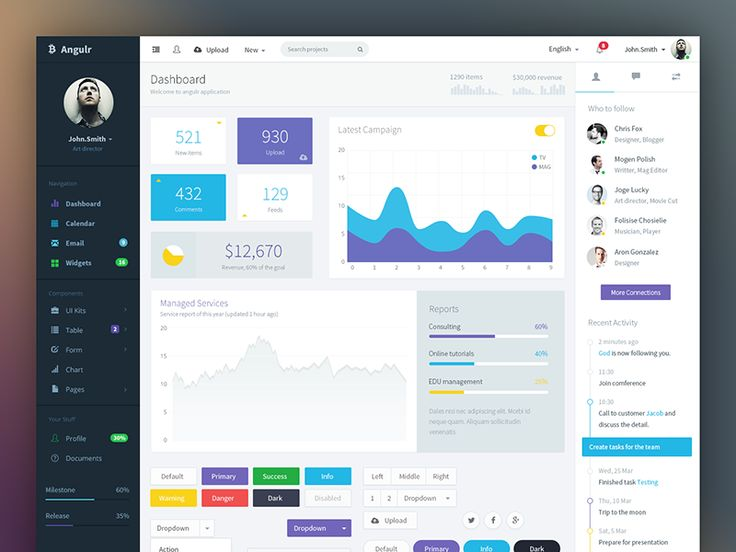 Angulr
Upload
New
Search projects
English
8
John.Smith
John.Smith
Art director
Navigation
Dashboard
Calendar
Email
9
Widgets
16
Components
UI Kits
Table
2
Form
Chart
Pages
Your Stuff
Profile
30%
Documents
Milestone
60%
Release
35%
Dashboard
Welcome to angulr application
1290 items
$30,000 revenue
521
New items
930
Upload
432
Comments
129
Feeds
$12,670
Revenue, 60% of the goal
Latest Campaign
TV
MAG
20
15
10
5
0
0 1 2 3 4 5 6 7 8 9
Managed Services
Service report of this year (updated 1 hour ago)
20
15
10
5
0
Reports
Consulting
60%
Online tutorials
40%
EDU management
Dales nos nec adipiscing elit. Morbi id
neque quam. Aliquam sollicitudin
venenatis
Default
Primary
Success
Info
Warning
Danger
Dark
Disabled
Dropdown
Dropdown
Action
Left
Middle
Right
1
2
Dropdown
Upload
Default
Primary
Info
Dark
Who to follow
Chris Fox
Designer, Blogger
Mogen Polish
Writter, Mag Editor
Joge Lucky
Art director, Movie Cut
Folisise Chosielie
Musician, Player
Aron Gonzalez
Designer
More Connections
Recent Activity
2 minutes ago
God is now following you.
11:30
Join comference
10:30
Call to customer Jacob and
discuss the detail.
Create tasks for the team
Wed, 25 Mar
Finished task Testing
Thu, 10 Mar
Trip to the moon
Sat, 5 Mar
Prepare for presentation